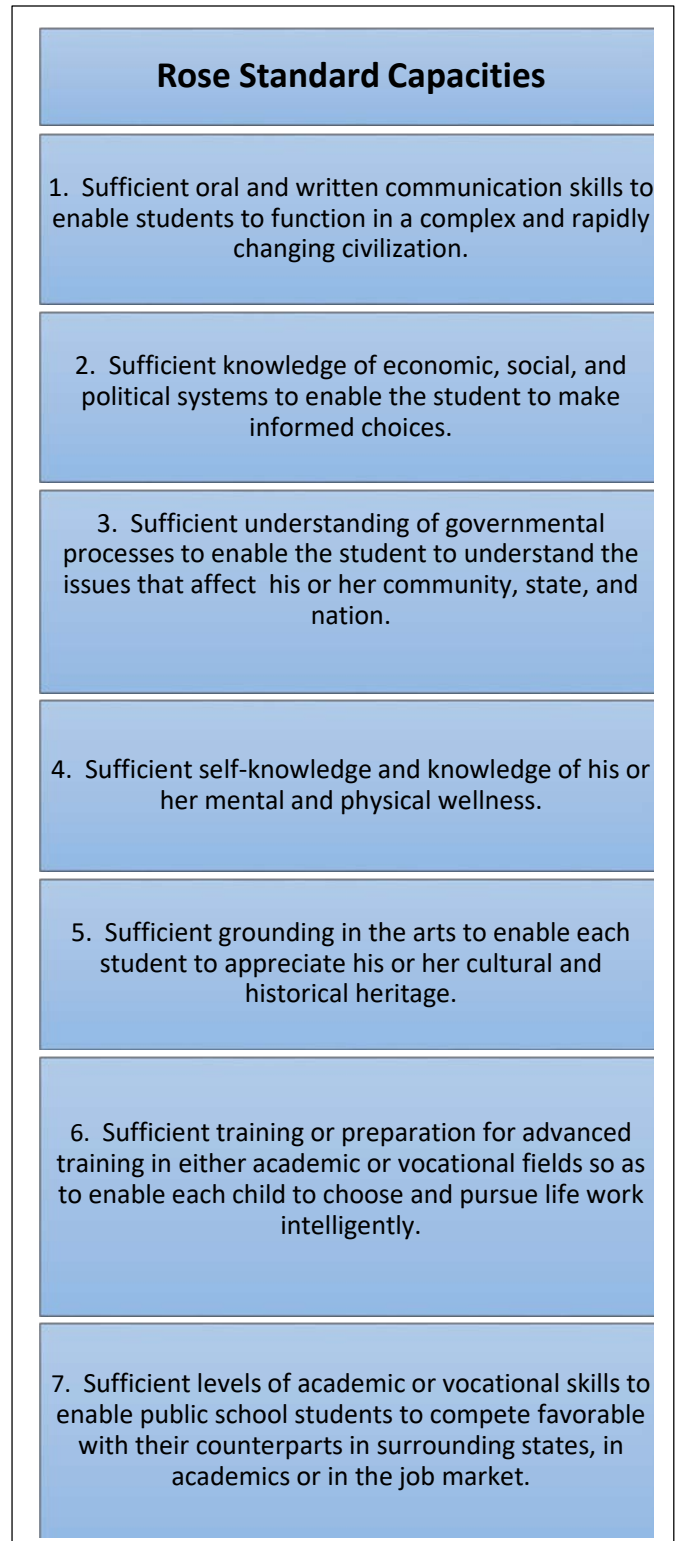 Rose Standard Capacities
1. Sufficient oral and written communication skills to
enable students to function in a complex and rapidly
changing civilization.
2. Sufficient knowledge of economic, social, and
political systems to enable the student to make
informed choices.
3. Sufficient understanding of governmental
processes to enable the student to understand the
issues that affect his or her community, state, and
nation.
4. Sufficient self-knowledge and knowledge of his or
her mental and physical wellness.
5. Sufficient grounding in the arts to enable each
student to appreciate his or her cultural and
historical heritage.
6. Sufficient training or preparation for advanced
training in either academic or vocational fields so as
to enable each child to choose and pursue life work
intelligently.
7. Sufficient levels of academic or vocational skills to
enable public school students to compete favorable
with their counterparts in surrounding states, in
academics or in the job market.